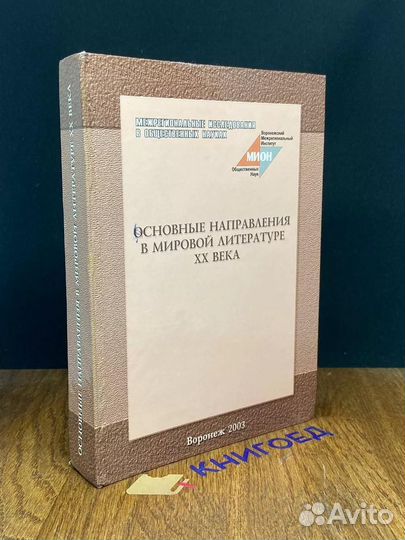 МЕЖРЕГИОНАЛЬНЫЕ ИССЛЕДОВАНИЯ
В ОБЩЕСТВЕННЫХ НАУКАХ
Воронежский
Межрегиональный
Институт
МИОН
Общественных
Наук
ОСНОВНЫЕ НАПРАВЛЕНИЯ
В МИРОВОЙ ЛИТЕРАТУРЕ
XX ВЕКА
Воронеж 2003
ОСНОВНЫЕ НАПРАВЛЕНИЯ В МИРОВОЙ ЛИТЕРАТУРЕ XX ВЕКА
КНИГОЕД
Avito